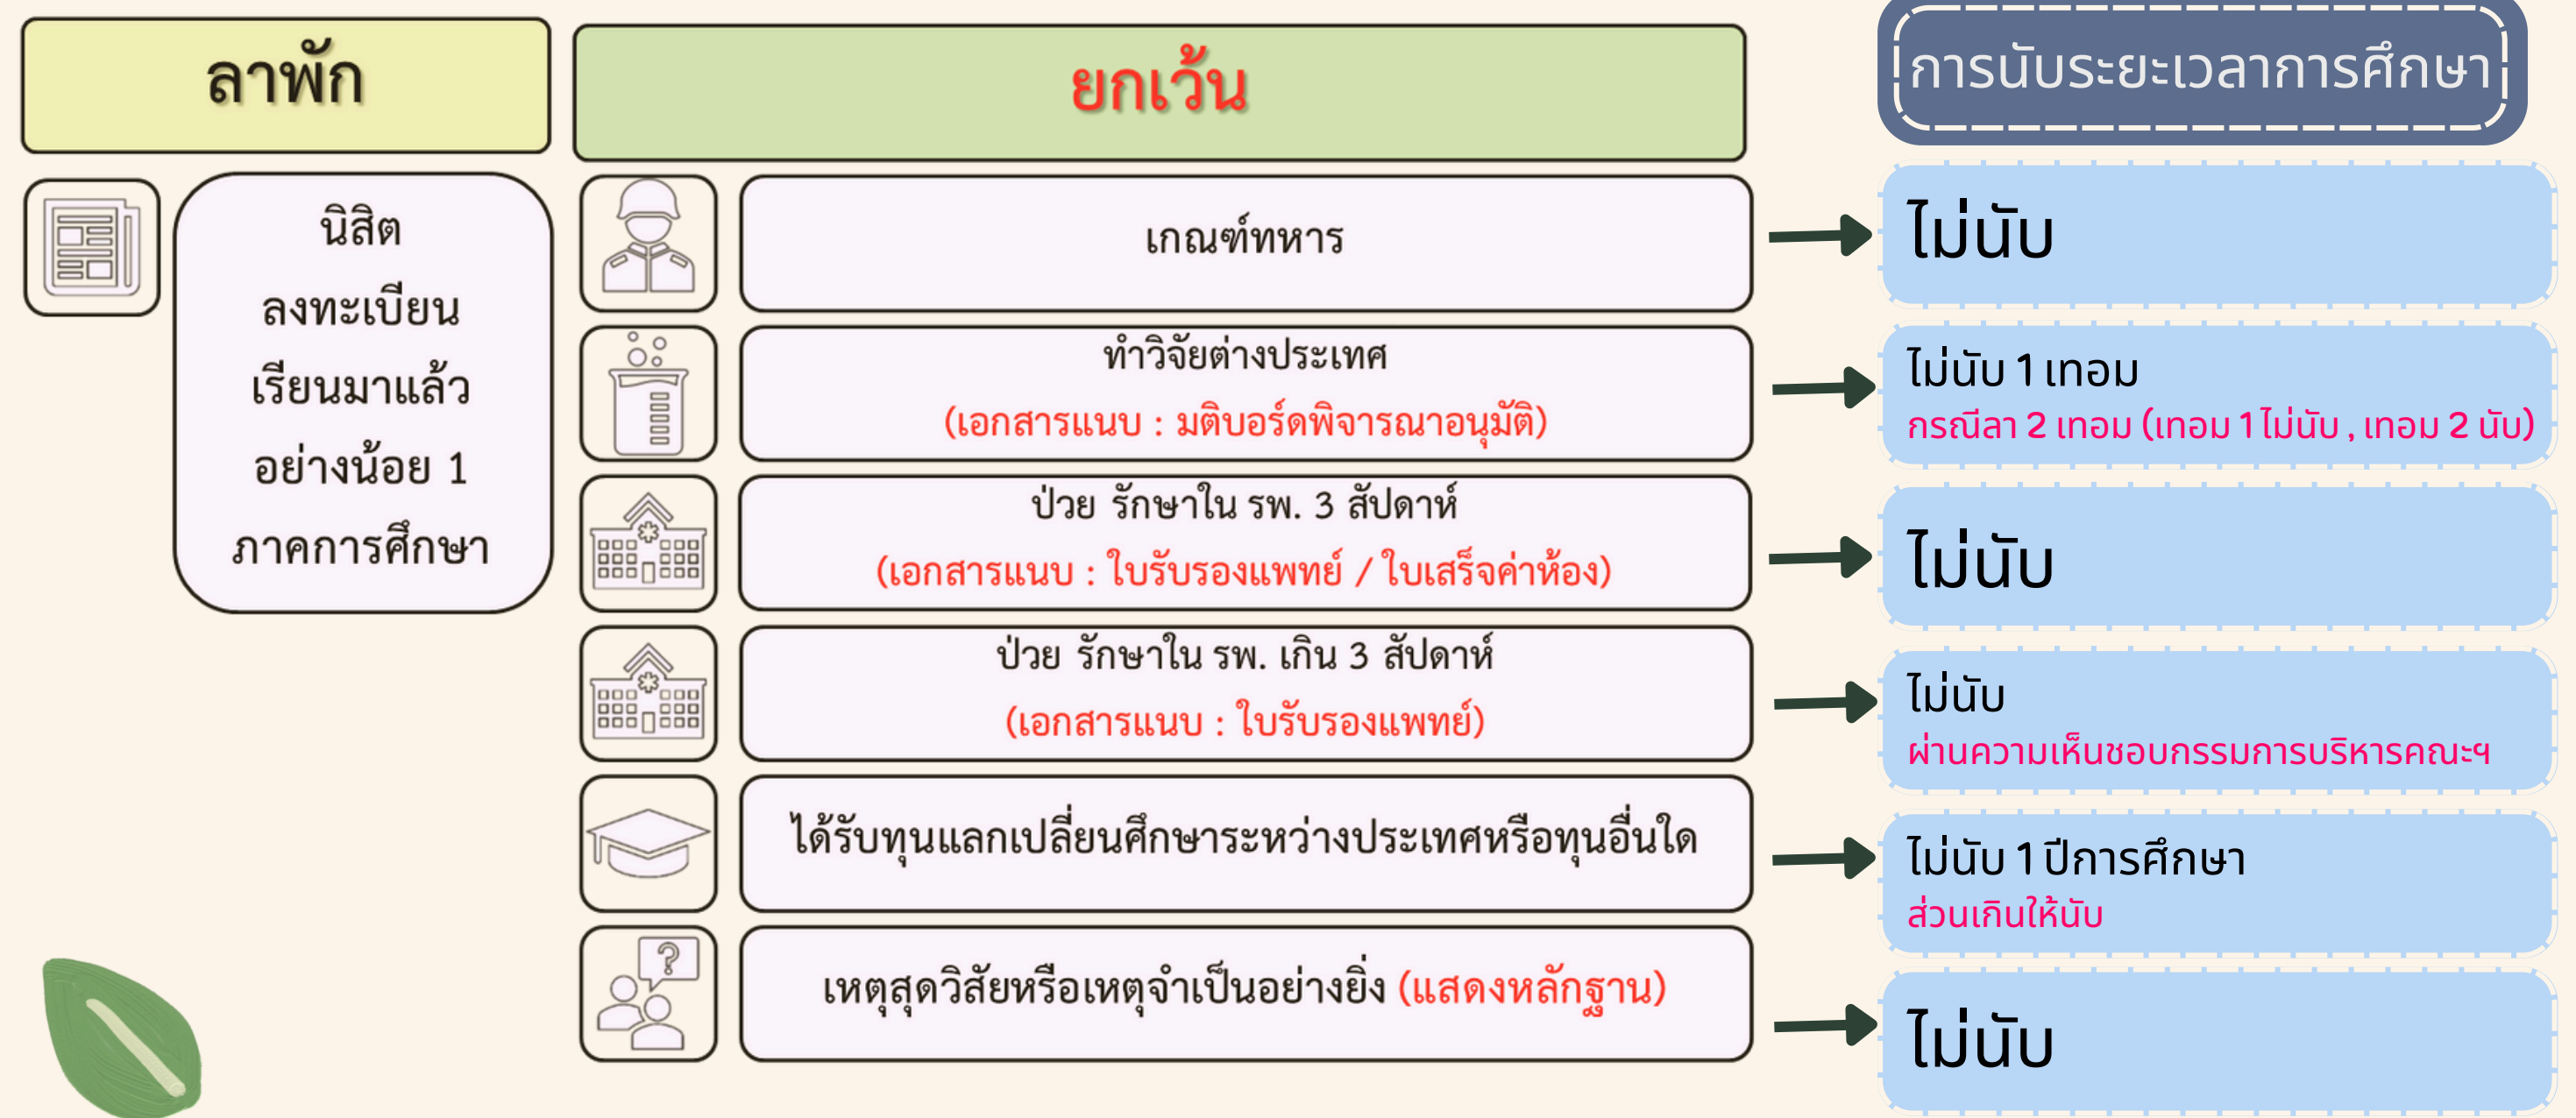 ลาพัก
ยกเว้น
การนับระยะเวลาการศึกษา
นิสิต
ลงทะเบียน
เรียนมาแล้ว
อย่างน้อย 1
ภาคการศึกษา
เกณฑ์ทหาร
ไม่นับ
ทำวิจัยต่างประเทศ
(เอกสารแนบ : มติบอร์ดพิจารณาอนุมัติ)
ไม่นับ 1 เทอม
กรณีลา 2 เทอม (เทอม 1 ไม่นับ , เทอม 2 นับ)
ป่วย รักษาใน รพ. 3 สัปดาห์
(เอกสารแนบ : ใบรับรองแพทย์ / ใบเสร็จค่าห้อง)
ไม่นับ
ป่วย รักษาใน รพ. เกิน 3 สัปดาห์
(เอกสารแนบ : ใบรับรองแพทย์)
ไม่นับ
ผ่านความเห็นชอบกรรมการบริหารคณะฯ
ได้รับทุนแลกเปลี่ยนศึกษาระหว่างประเทศหรือทุนอื่นใด
ไม่นับ 1 ปีการศึกษา
ส่วนเกินให้นับ
เหตุสุดวิสัยหรือเหตุจำเป็นอย่างยิ่ง (แสดงหลักฐาน)
ไม่นับ